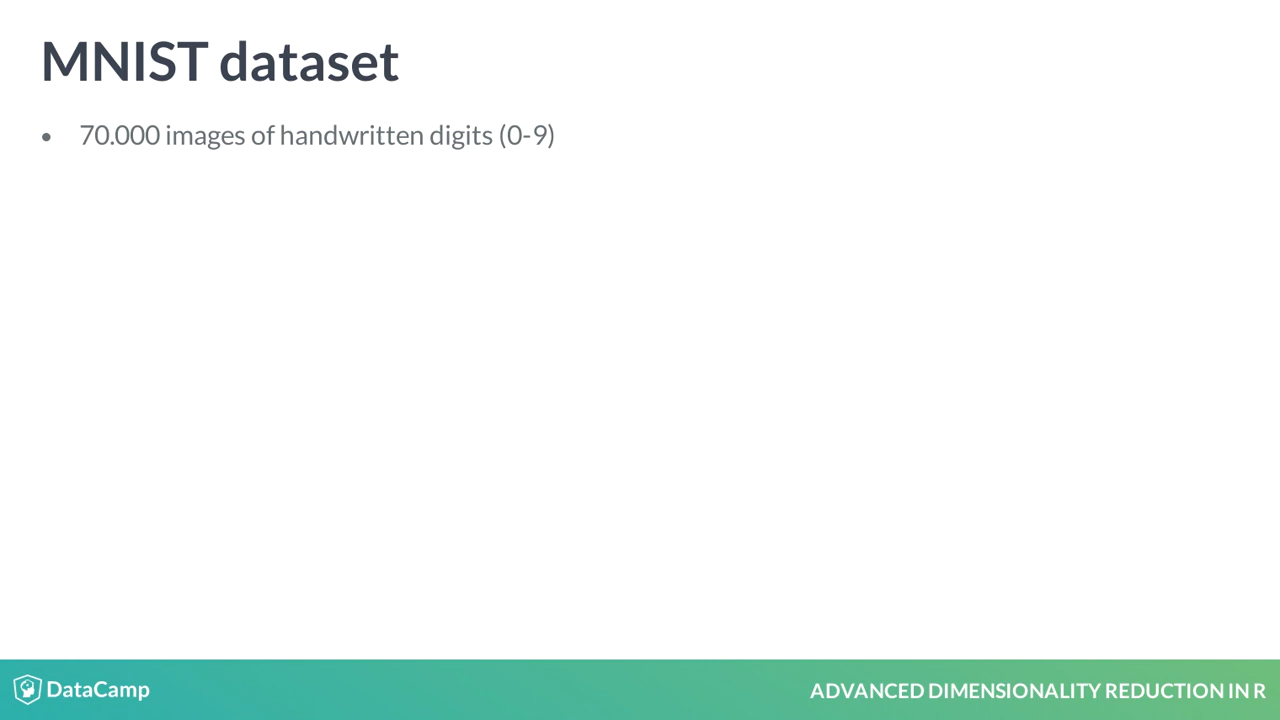 MNIST dataset
• 70.000 images of handwritten digits (0-9)
DataCamp
ADVANCED DIMENSIONALITY REDUCTION IN R